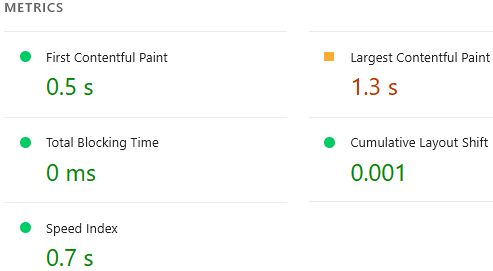 METRICS
First Contentful Paint
0.5 s
Largest Contentful Paint
1.3 s
Total Blocking Time
0 ms
Cumulative Layout Shift
0.001
Speed Index
0.7 s